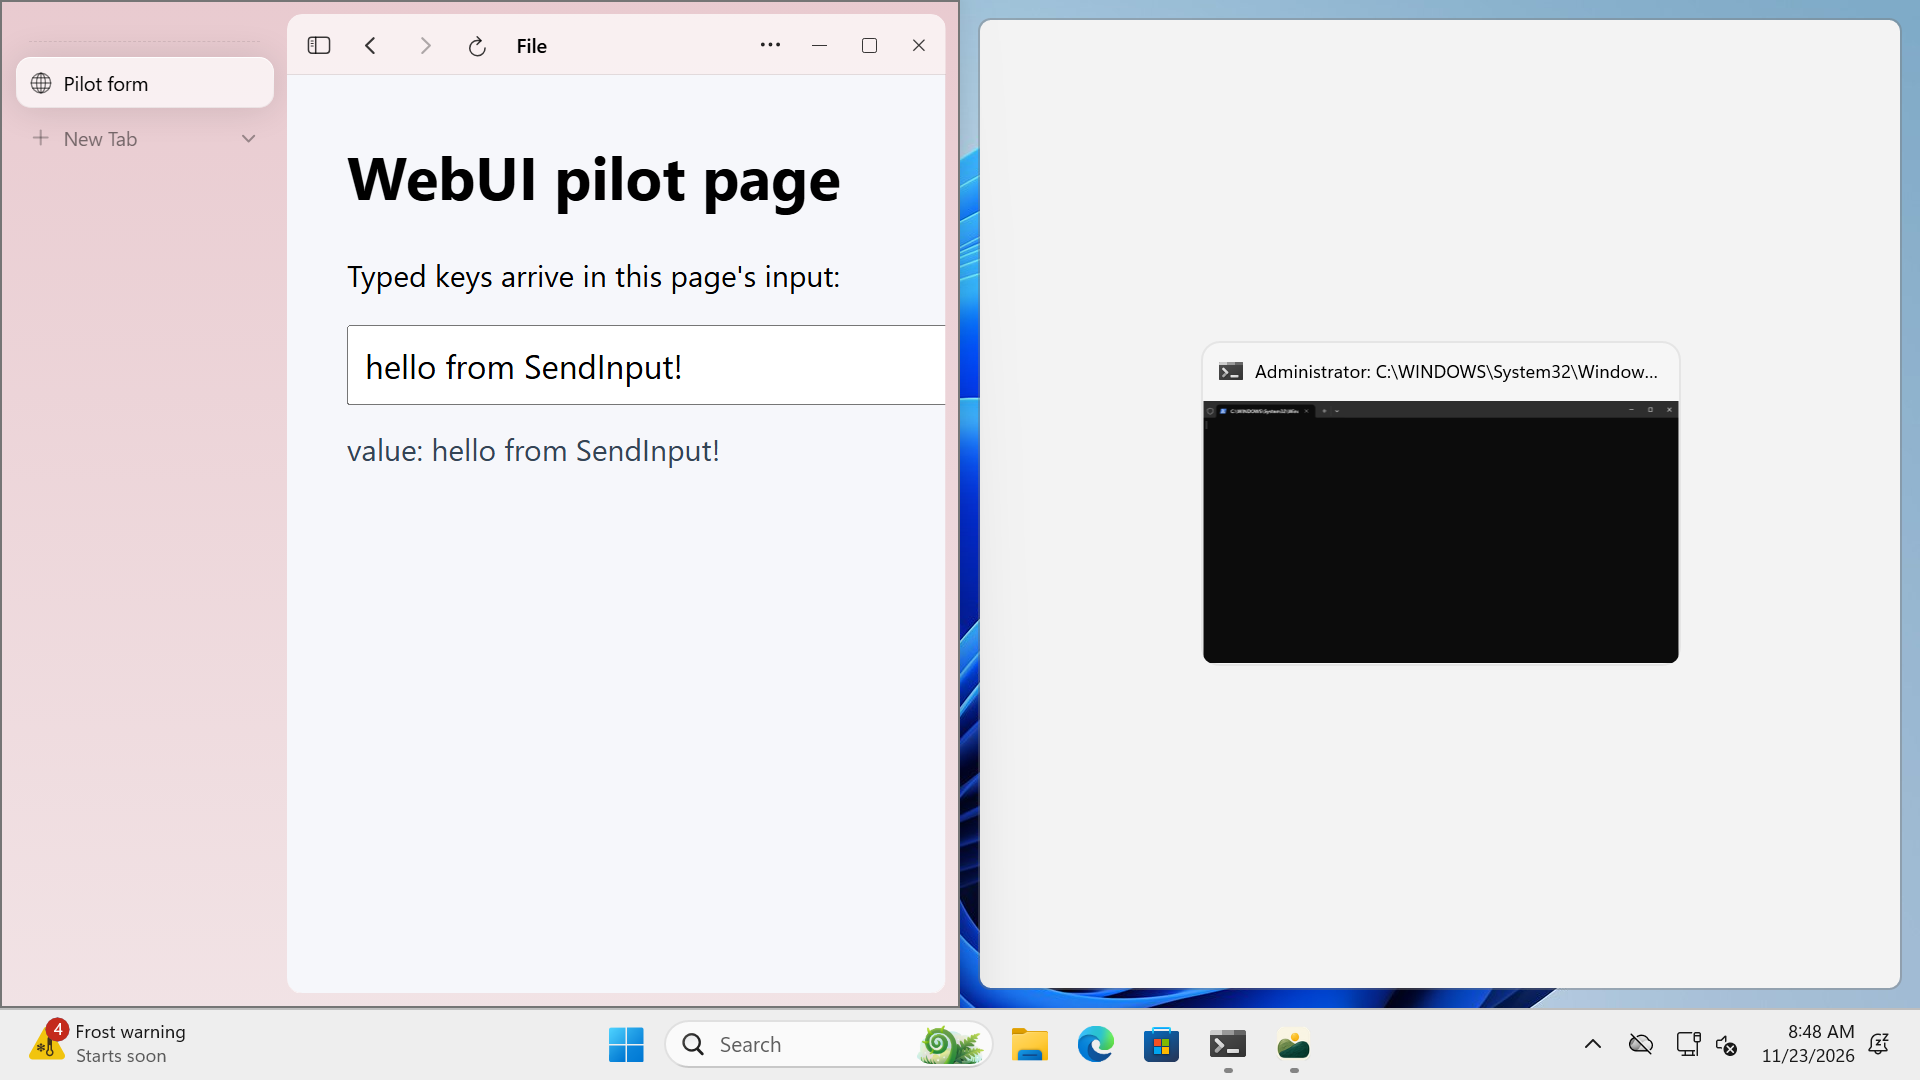 Pilot form
New Tab
File
WebUI pilot page
Typed keys arrive in this page's input:
hello from SendInput!
value: hello from SendInput!
Administrator: C:\WINDOWS\System32\Window...
4
Frost warning
Starts soon
Search
8:48 AM
11/23/2026